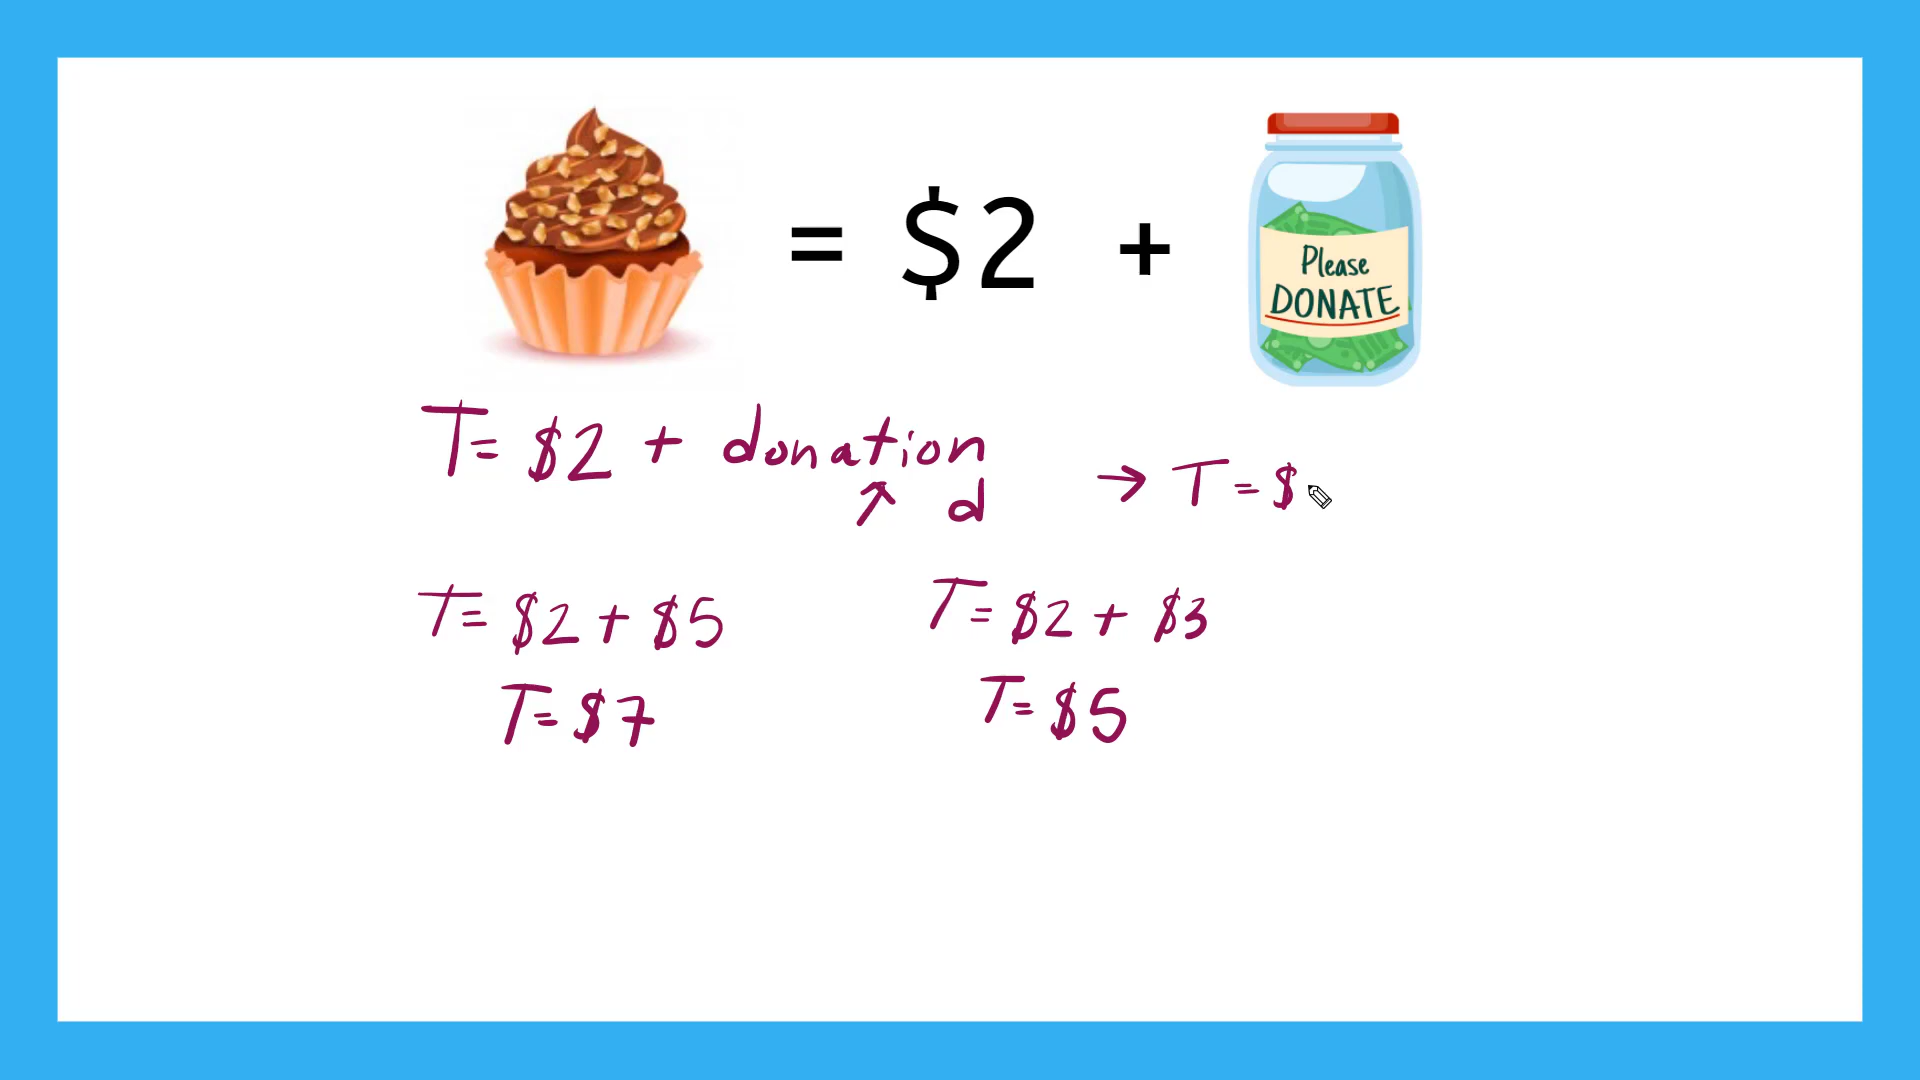 = $2 +
Please
DONATE
T= $2 + donation
d
→ T = $
T= $2 + $5
T= $7
T= $2 + $3
T= $5